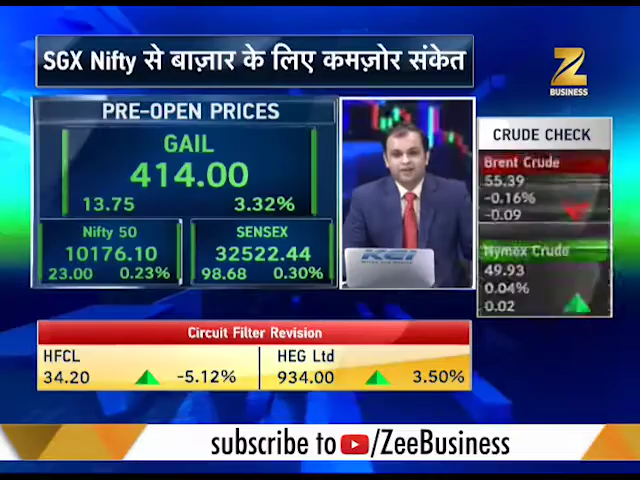 SGX Nifty से बाज़ार के लिए कमज़ोर संकेत
Z
BUSINESS
PRE-OPEN PRICES
GAIL
414.00
13.75 3.32%
Nifty 50
10176.10
23.00 0.23%
SENSEX
32522.44
98.68 0.30%
CRUDE CHECK
Brent Crude
55.39
-0.16%
-0.09
Nymex Crude
49.93
0.04%
0.02
Circuit Filter Revision
HFCL
34.20 -5.12%
HEG Ltd
934.00 3.50%
subscribe to /ZeeBusiness